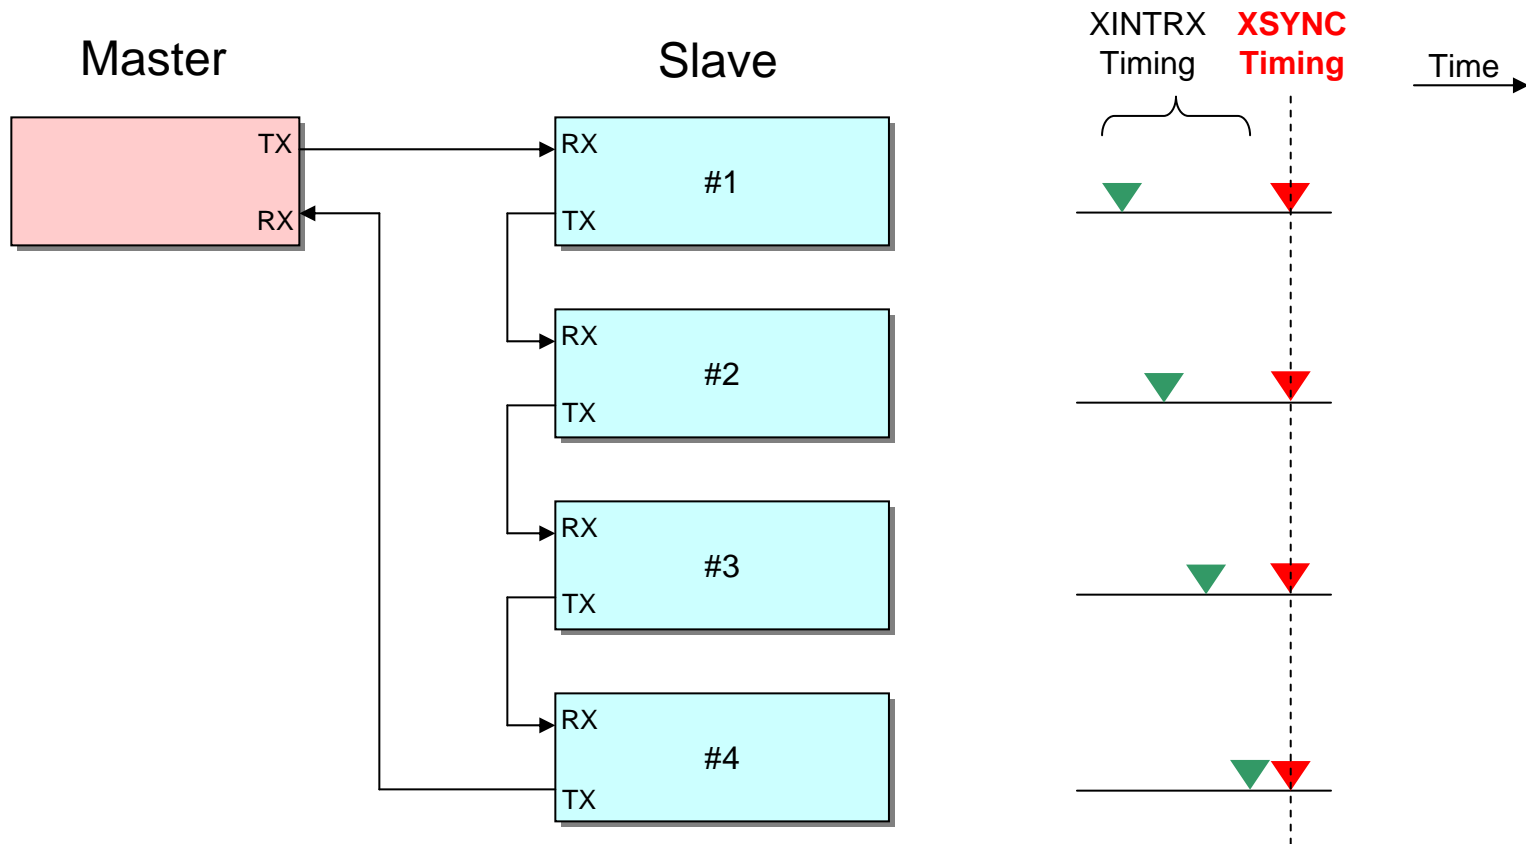 Master
Slave
XINTRX
Timing
XSYNC
Timing
Time
TX
RX
RX
#1
TX
RX
#2
TX
RX
#3
TX
RX
#4
TX